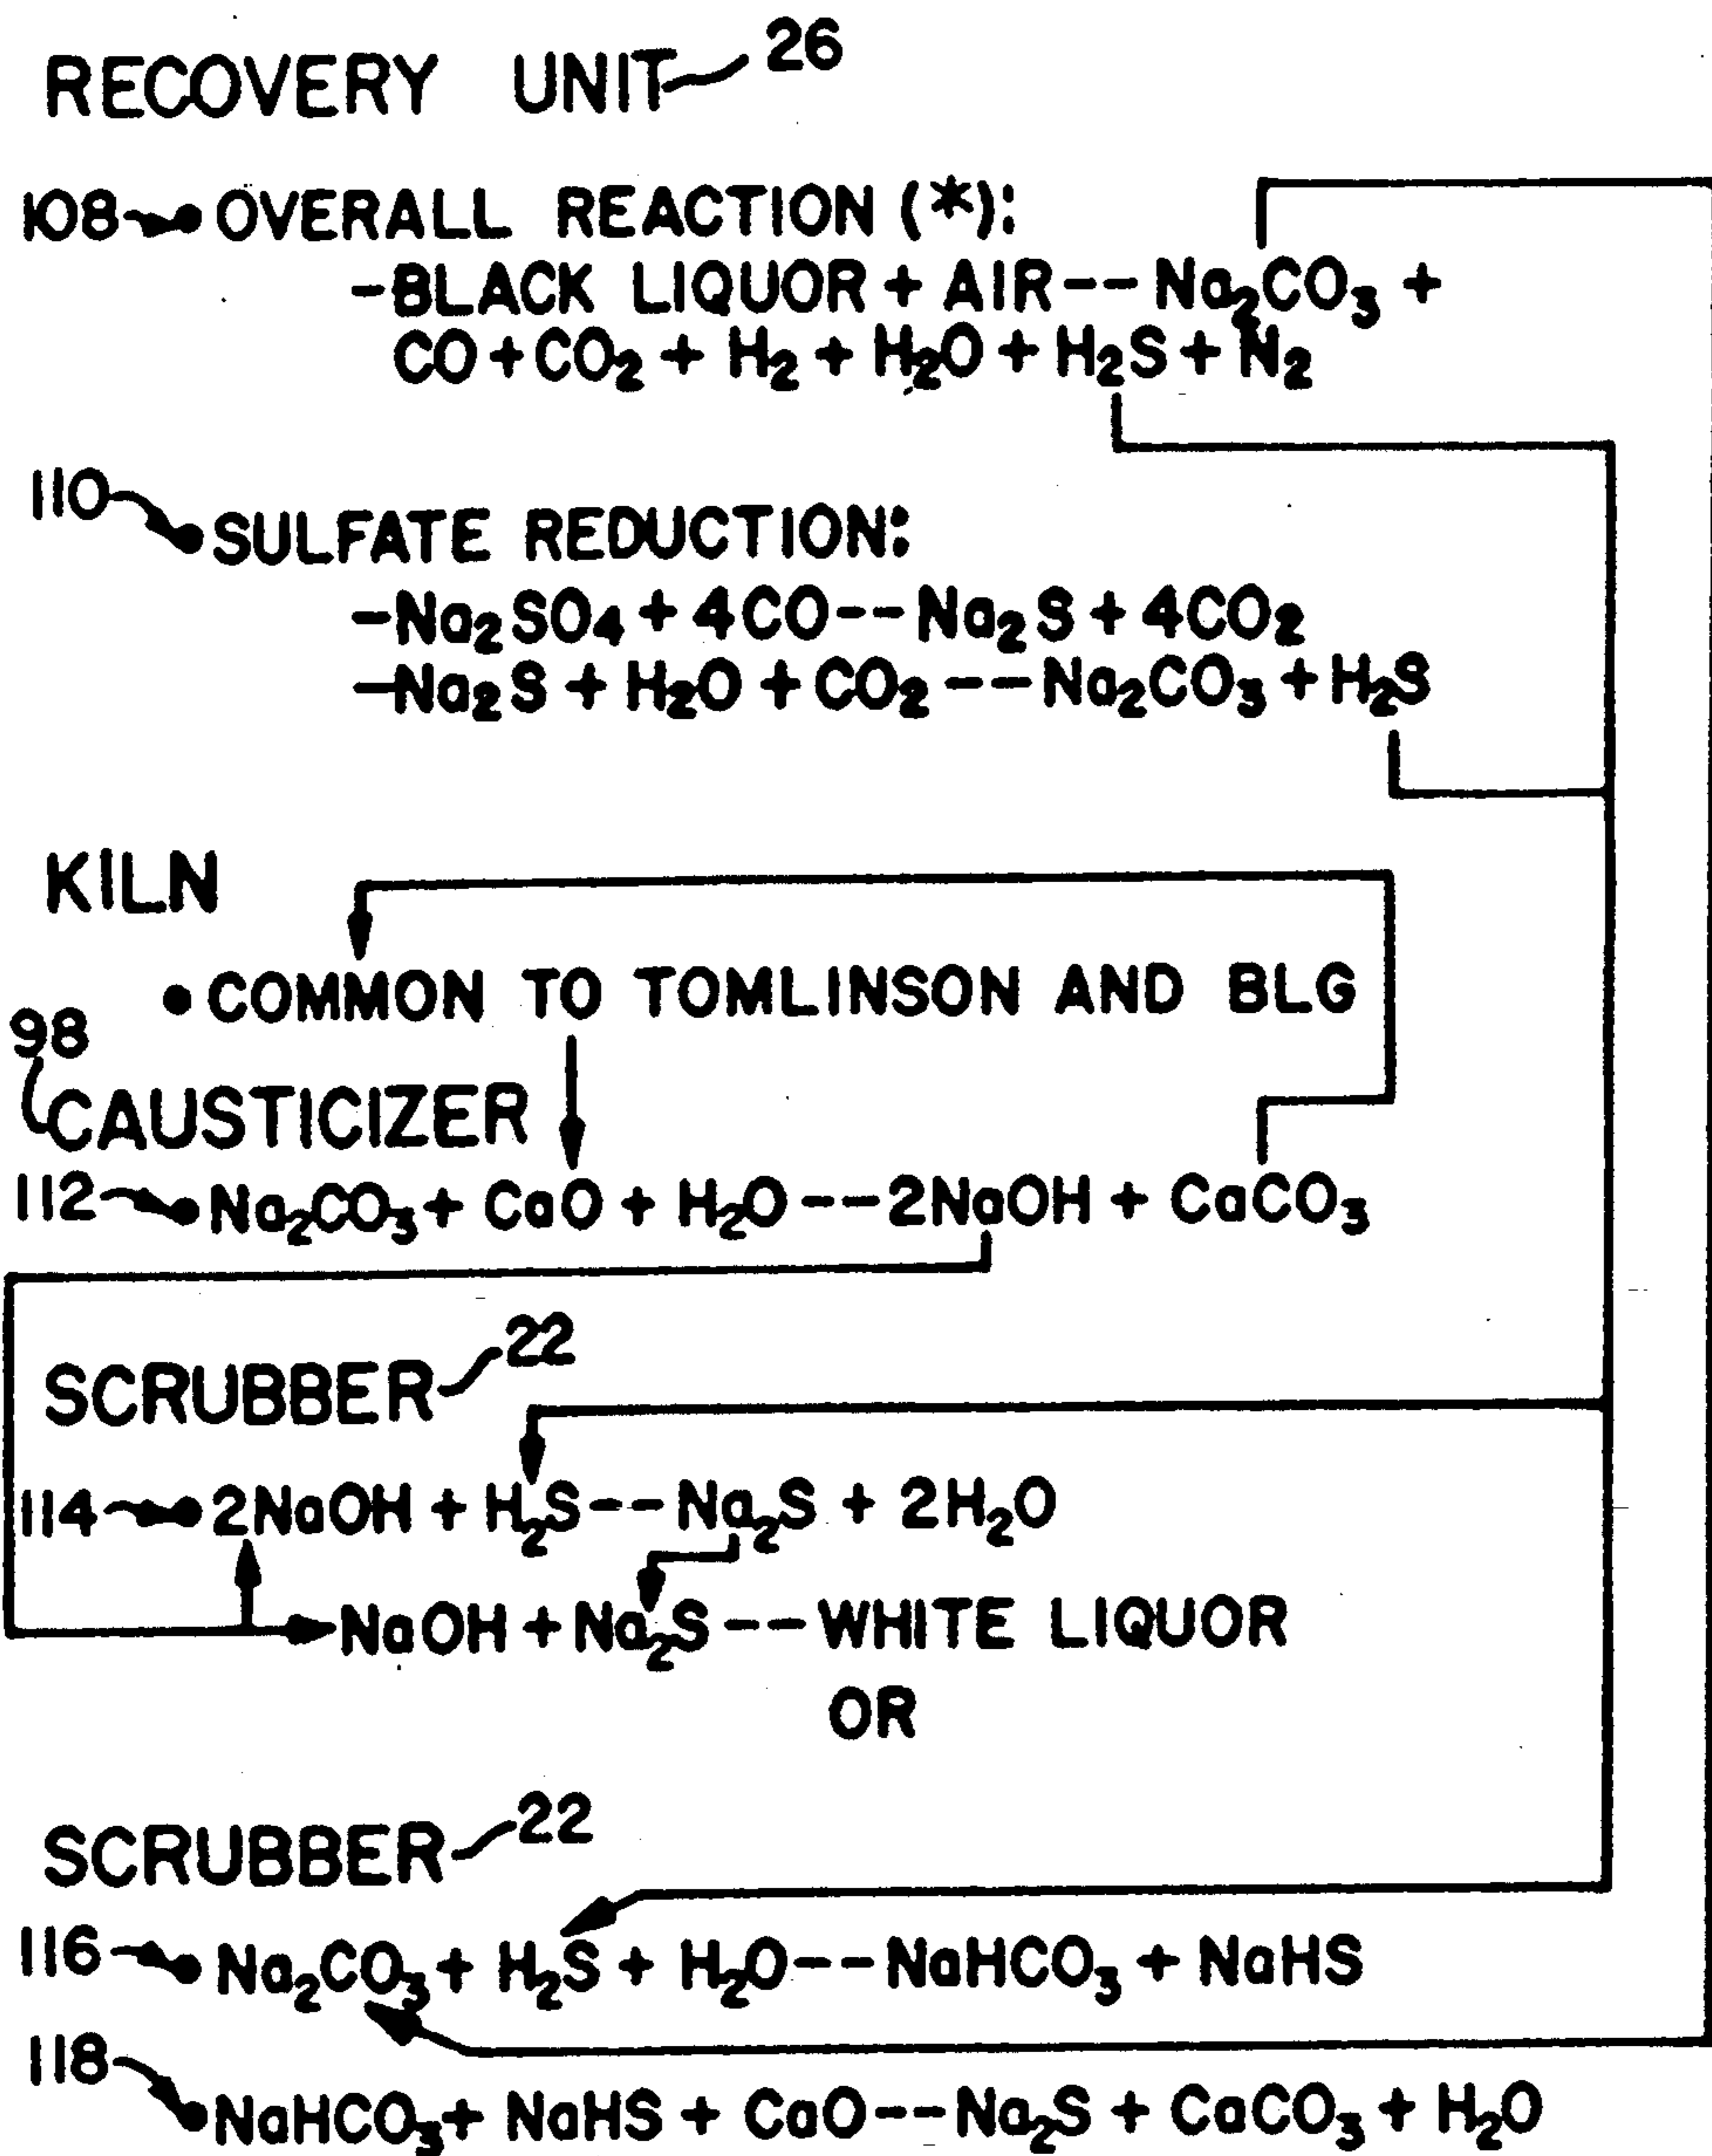 RECOVERY UNIT 26
108 OVERALL REACTION (*):
-BLACK LIQUOR + AIR-- Na₂CO₃ +
CO+CO₂ + H₂ + H₂O + H₂S + N₂
110 SULFATE REDUCTION:
-Na₂SO₄ + 4CO--Na₂S + 4CO₂
-Na₂S + H₂O + CO₂ --Na₂CO₃ + H₂S
KILN
• COMMON TO TOMLINSON AND BLG
98
CAUSTICIZER
112 Na₂CO₃ + CaO + H₂O--2NaOH + CaCO₃
SCRUBBER 22
114 2NaOH + H₂S-- Na₂S + 2H₂O
NaOH + Na₂S --WHITE LIQUOR
OR
SCRUBBER 22
116 Na₂CO₃ + H₂S + H₂O--NaHCO₃ + NaHS
118 NaHCO₃ + NaHS + CaO--Na₂S + CaCO₃ + H₂O